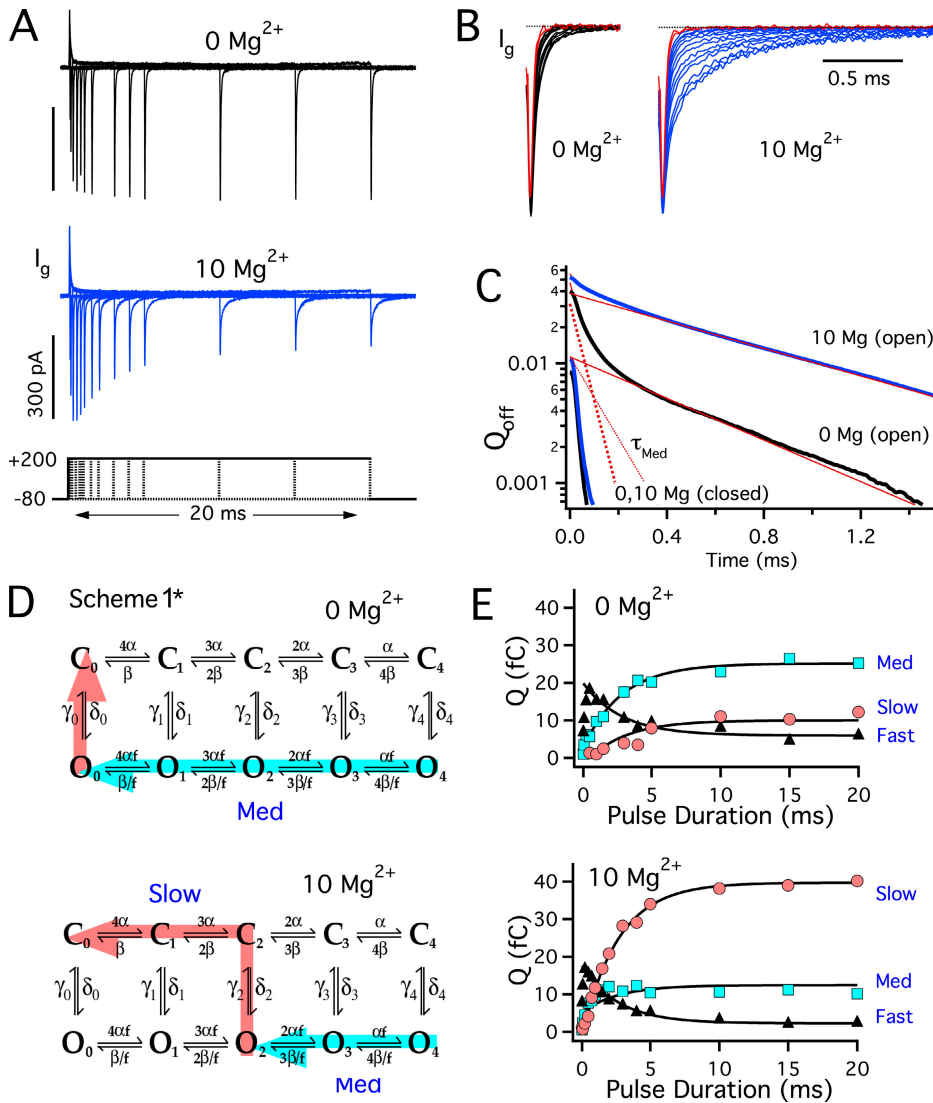 A
0 Mg²⁺
I_g
10 Mg²⁺
300 pA
+200
-80
20 ms
B
I_g
0.5 ms
0 Mg²⁺
10 Mg²⁺
C
6
4
2
0.01
6
4
2
0.001
Q_off
10 Mg (open)
0 Mg (open)
τ_Med
0,10 Mg (closed)
0.0 0.4 0.8 1.2
Time (ms)
D
Scheme 1*
0 Mg²⁺
C₀ 4α β C₁ 3α 2β C₂ 2α 3β C₃ α 4β C₄
γ₀ δ₀ γ₁ δ₁ γ₂ δ₂ γ₃ δ₃ γ₄ δ₄
O₀ 4αf β/f O₁ 3αf 2β/f O₂ 2αf 3β/f O₃ αf 4β/f O₄
Med
Slow
10 Mg²⁺
C₀ 4α β C₁ 3α 2β C₂ 2α 3β C₃ α 4β C₄
γ₀ δ₀ γ₁ δ₁ γ₂ δ₂ γ₃ δ₃ γ₄ δ₄
O₀ 4αf β/f O₁ 3αf 2β/f O₂ 2αf 3β/f O₃ αf 4β/f O₄
Med
E
0 Mg²⁺
40
20
0
Q (fC)
Med
Slow
Fast
0 5 10 15 20
Pulse Duration (ms)
10 Mg²⁺
40
20
0
Q (fC)
Slow
Med
Fast
0 5 10 15 20
Pulse Duration (ms)